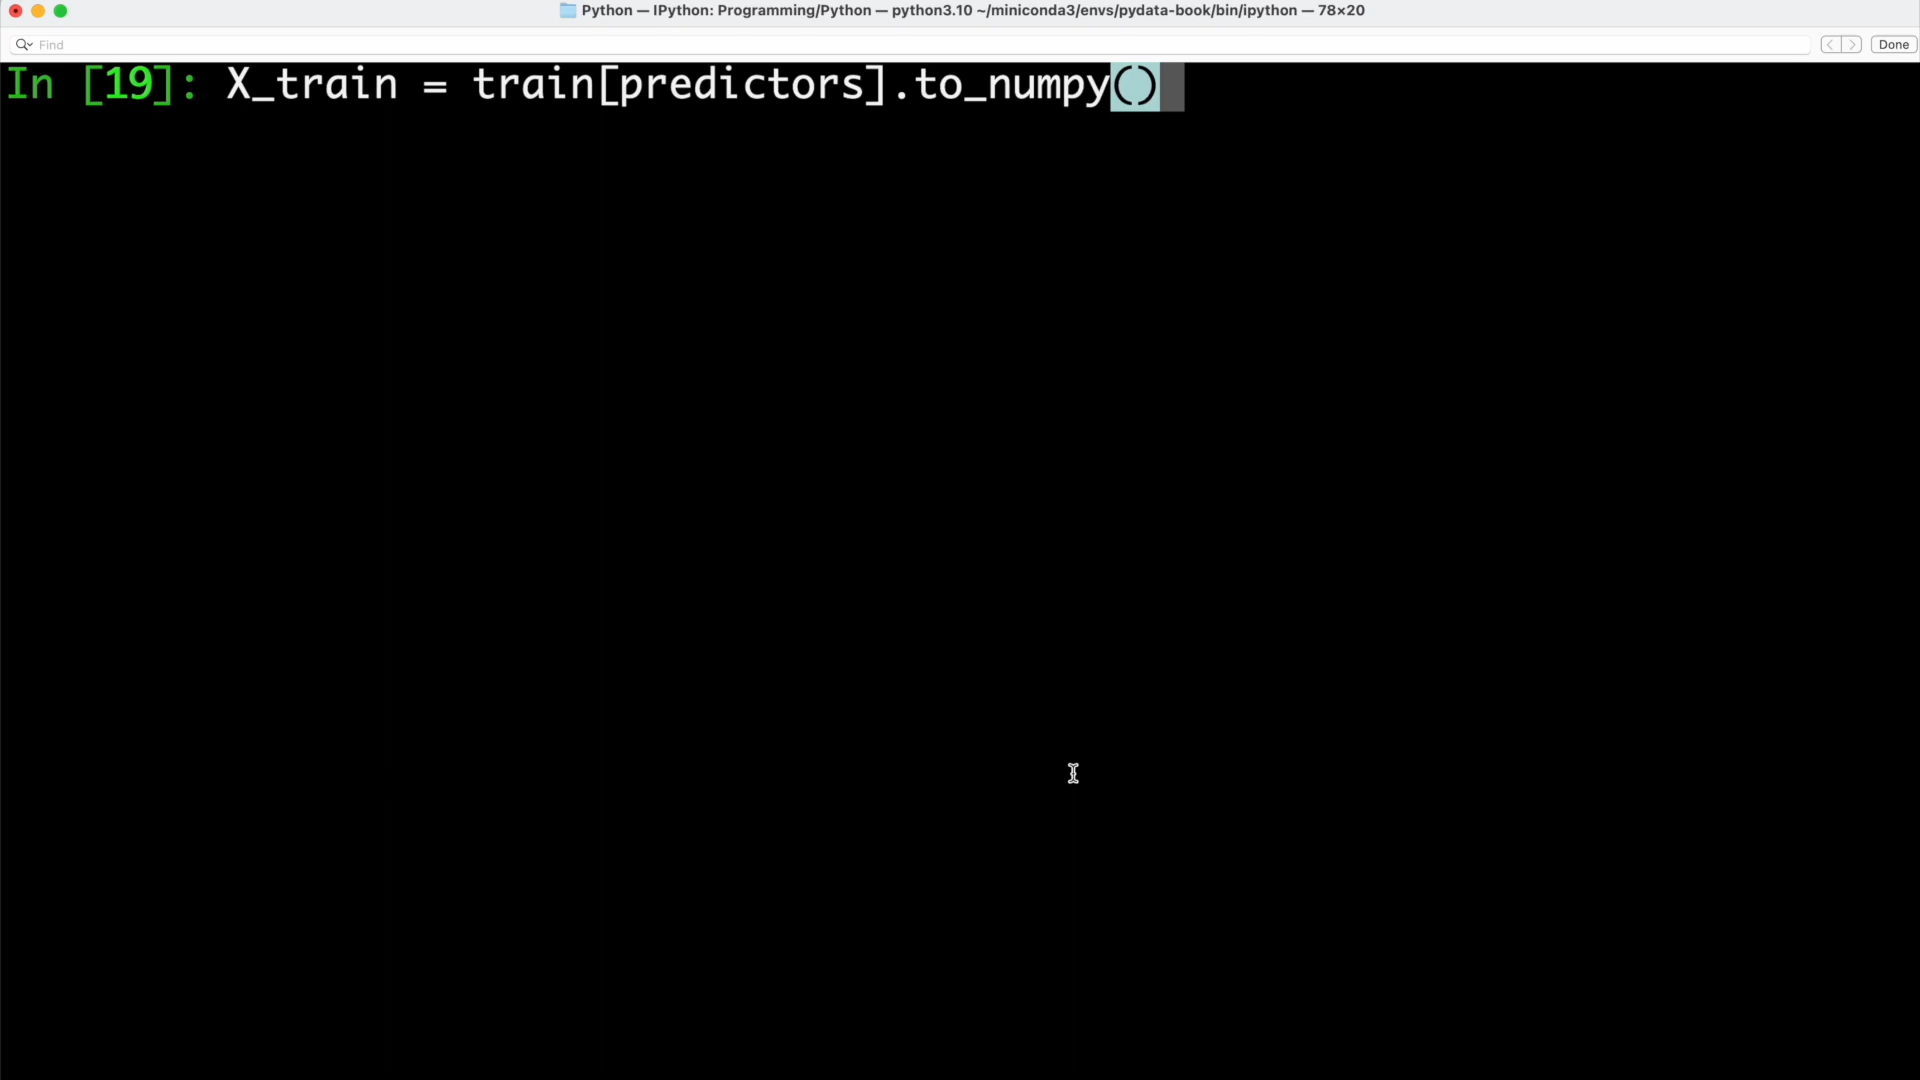 Python — IPython: Programming/Python — python3.10 ~/miniconda3/envs/pydata-book/bin/ipython — 78×20
Find
Done
In [19]: X_train = train[predictors].to_numpy()